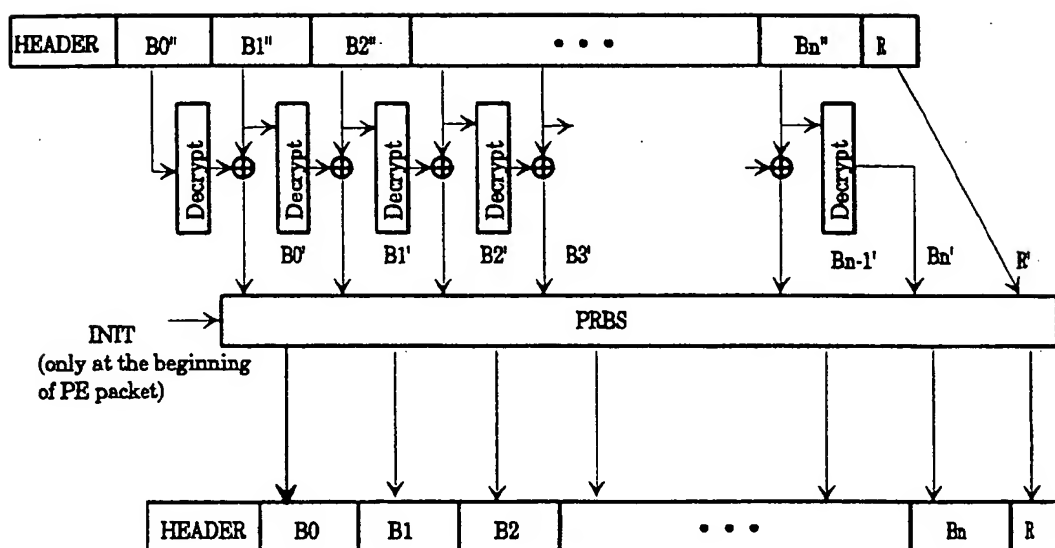 HEADER B0" B1" B2" • • • Bn" R
Decrypt Decrypt Decrypt Decrypt Decrypt
B0' B1' B2' B3' Bn-1' Bn' R'
PRBS
INIT
(only at the beginning
of PE packet)
HEADER B0 B1 B2 • • • Bn R